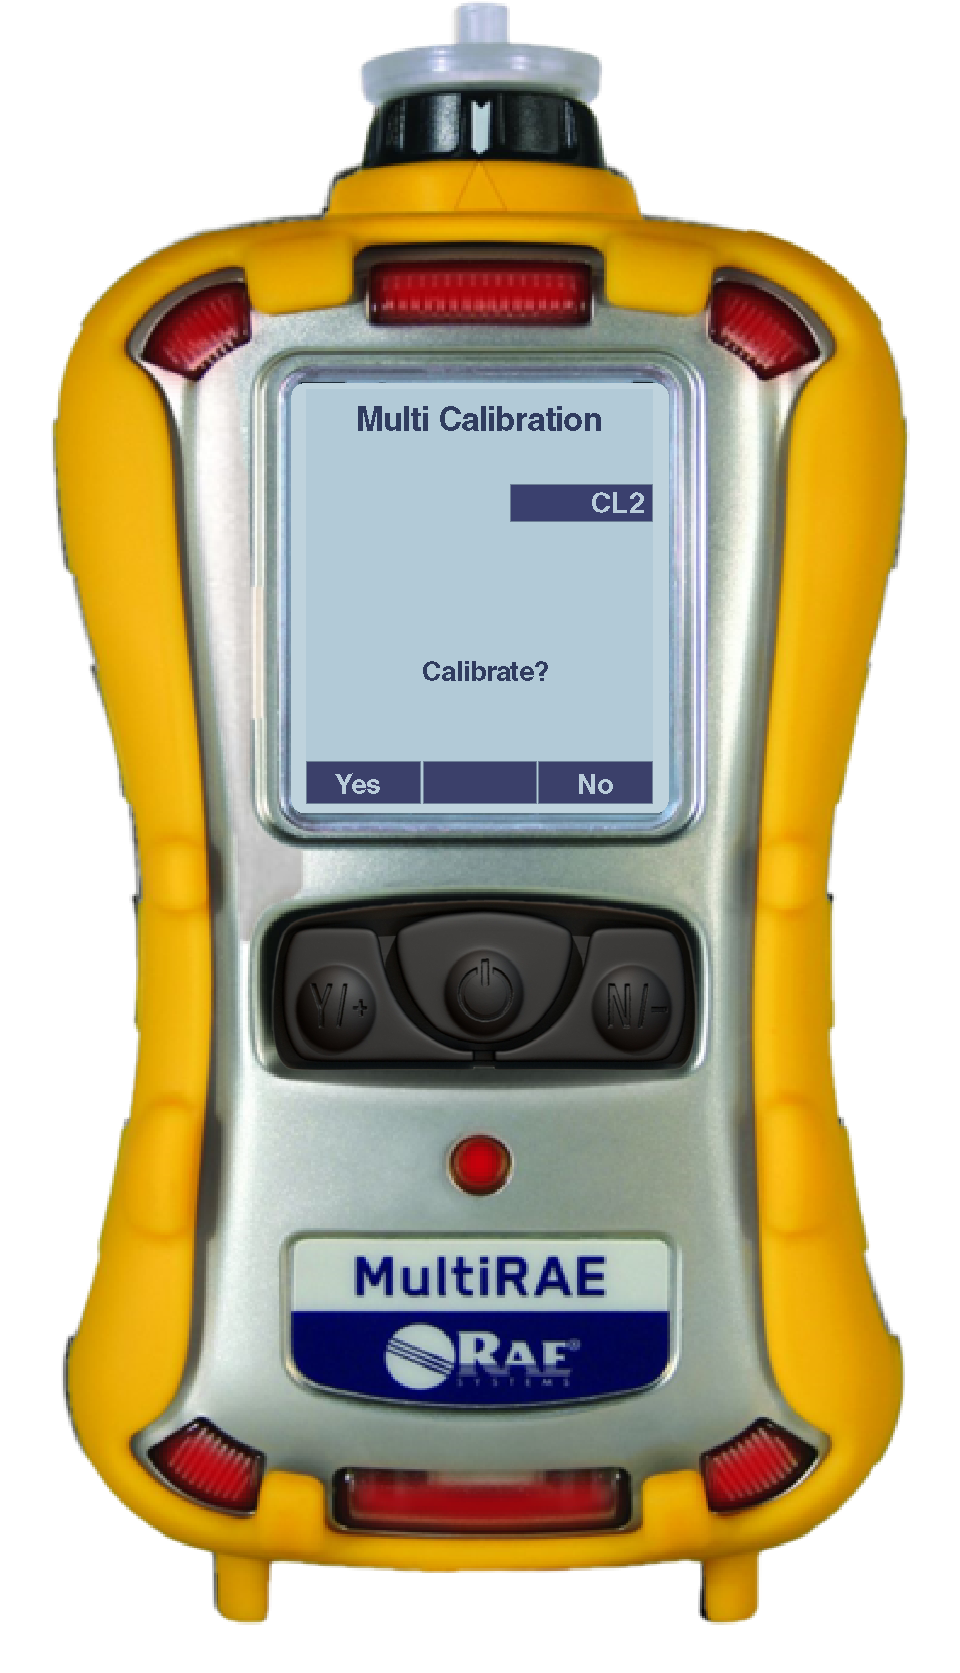 Multi Calibration
CL2
Calibrate?
Yes No
Y/+ N/-
MultiRAE
RAE®
SYSTEMS